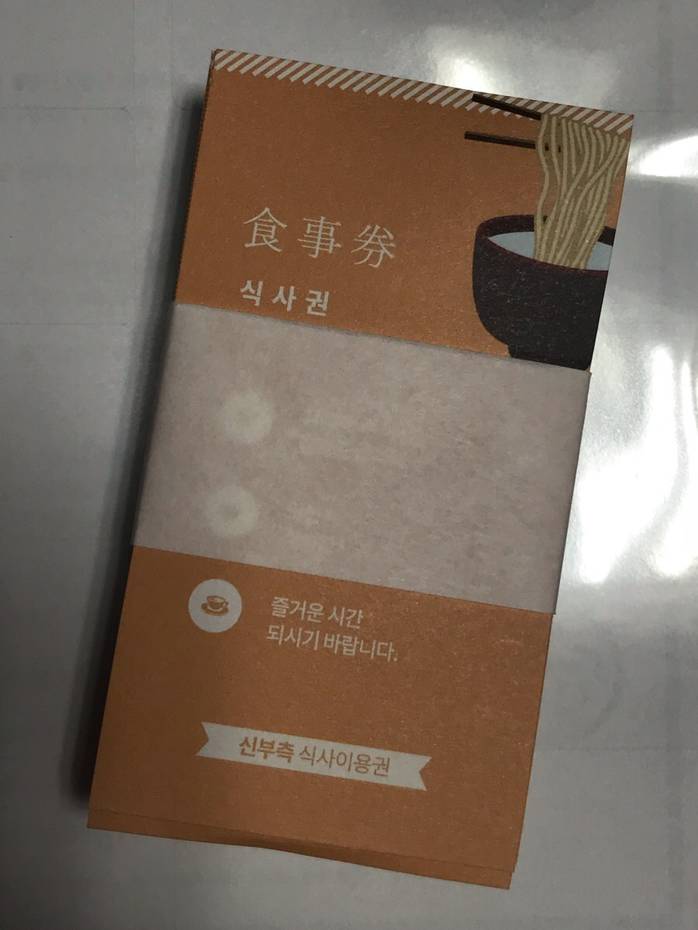 食事券
식사권
즐거운 시간
되시기 바랍니다.
신부측 식사이용권